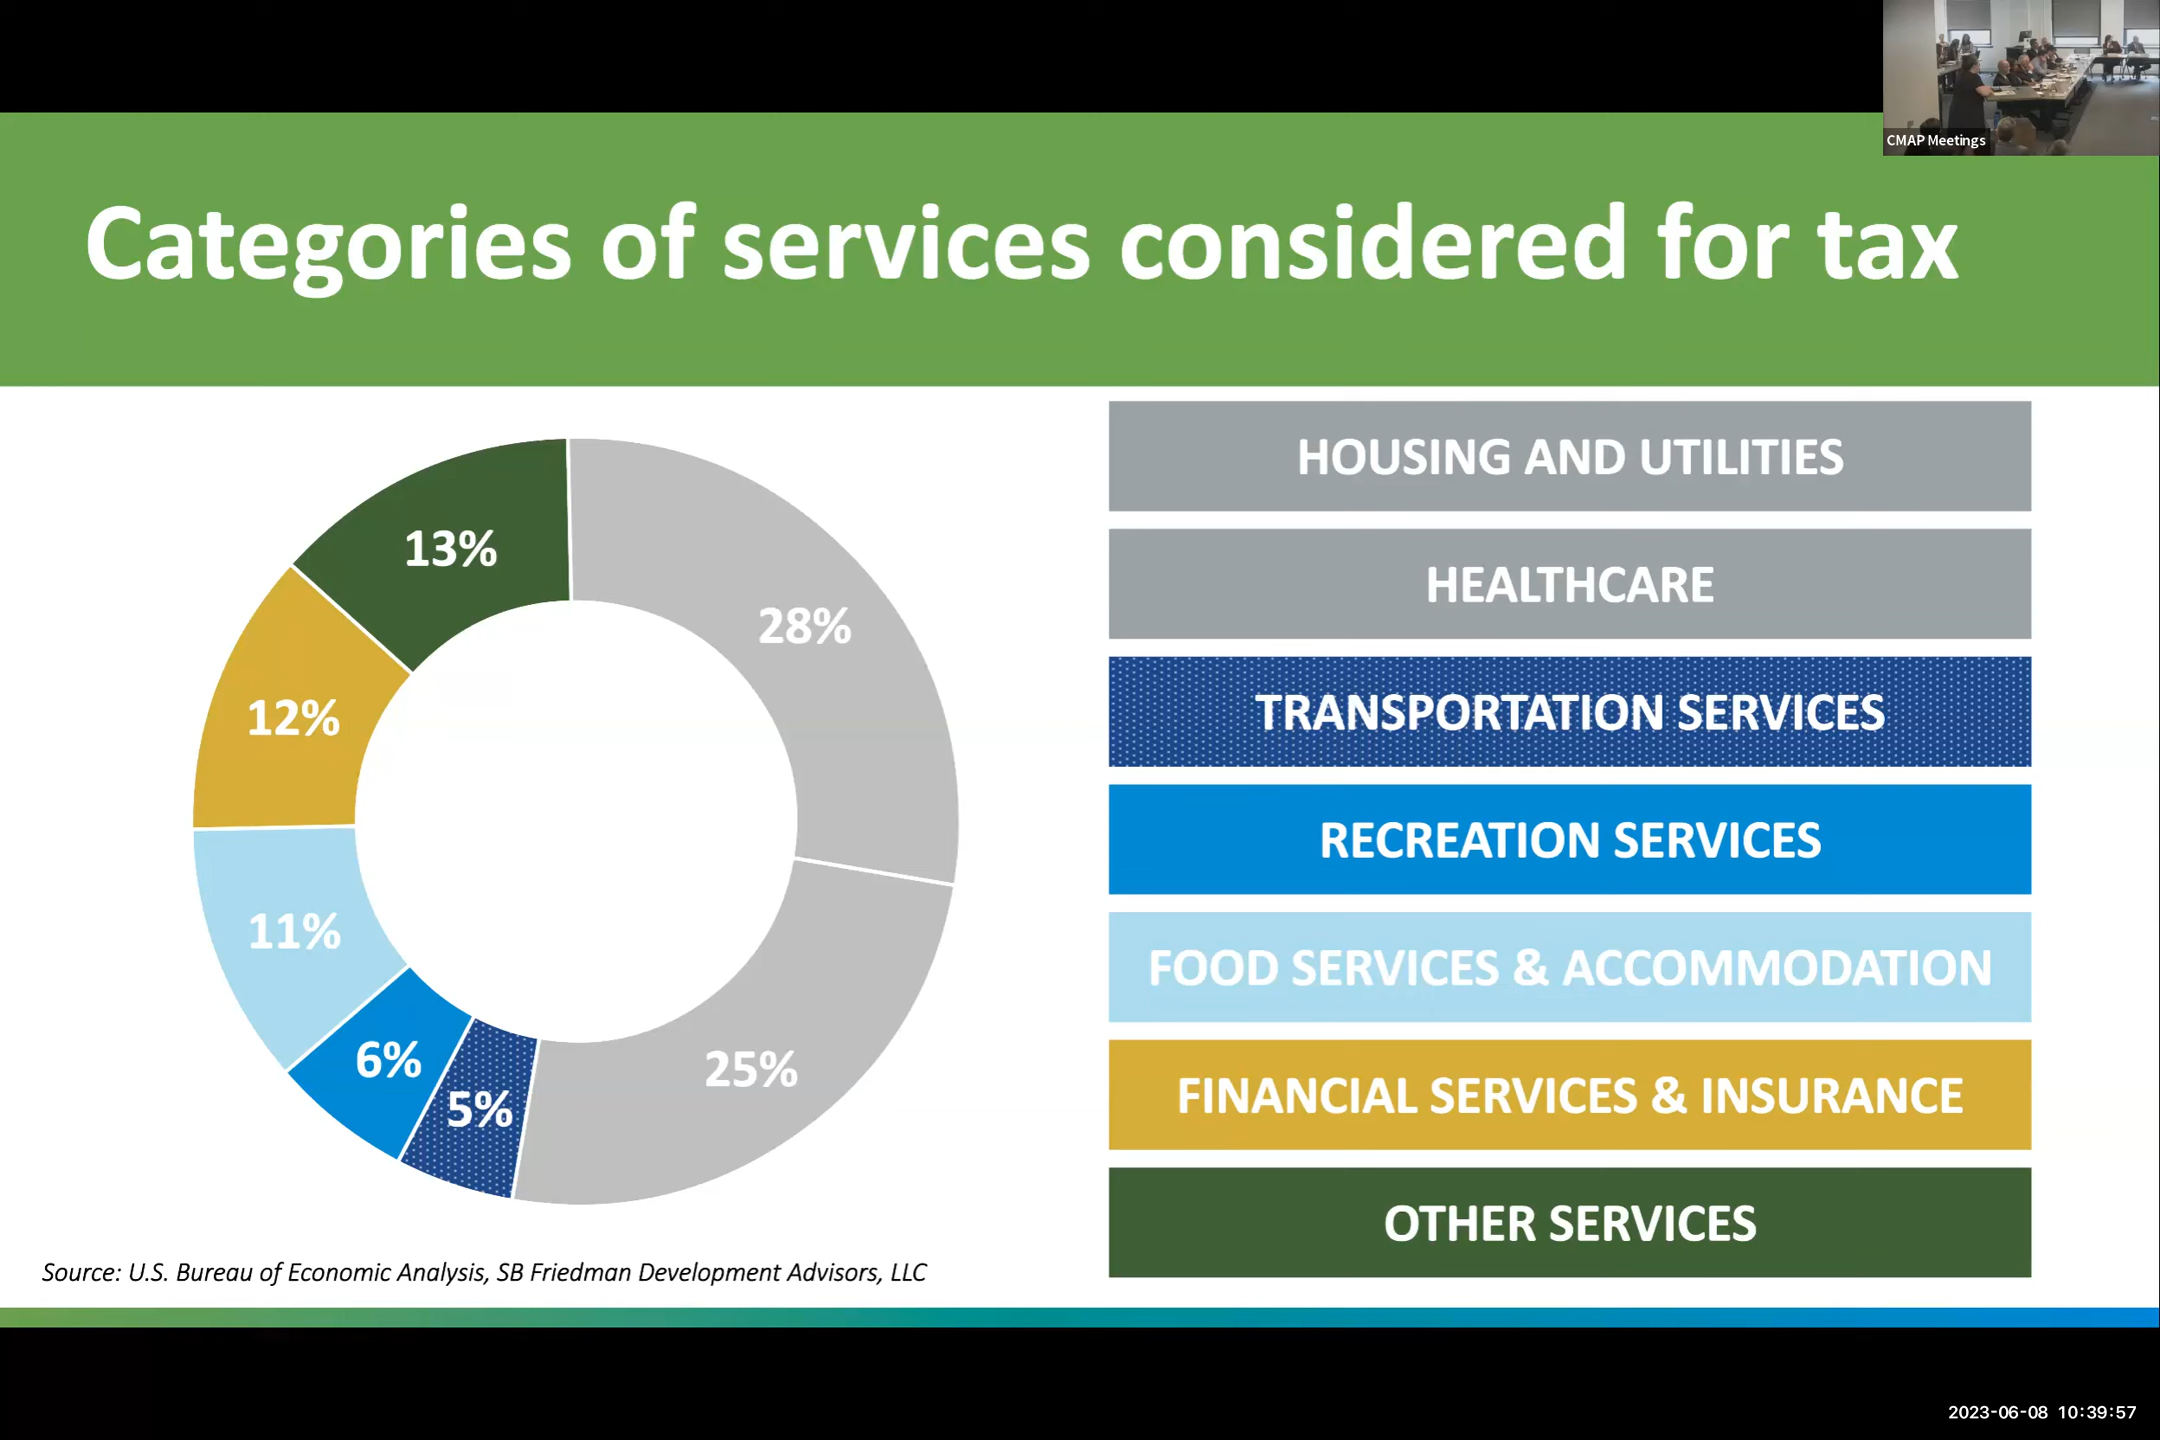 CMAP Meetings
Categories of services considered for tax
13%
28%
12%
11%
6%
5%
25%
HOUSING AND UTILITIES
HEALTHCARE
TRANSPORTATION SERVICES
RECREATION SERVICES
FOOD SERVICES & ACCOMMODATION
FINANCIAL SERVICES & INSURANCE
OTHER SERVICES
Source: U.S. Bureau of Economic Analysis, SB Friedman Development Advisors, LLC
2023-06-08 10:39:57